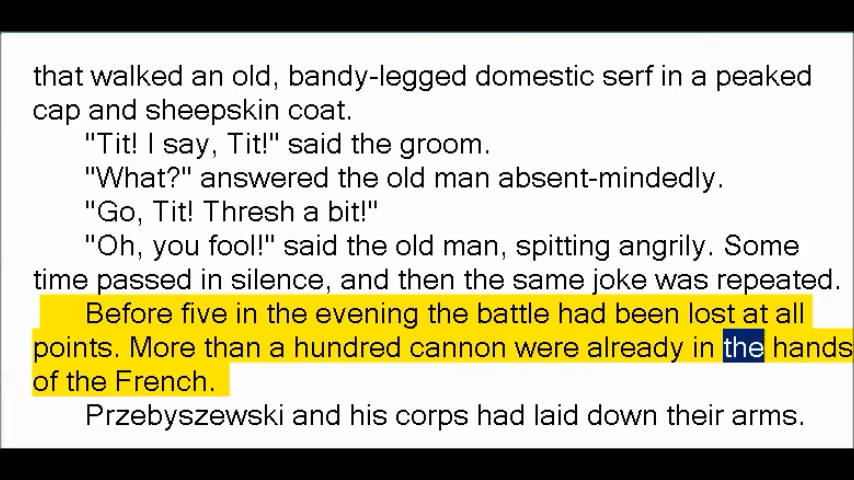 that walked an old, bandy-legged domestic serf in a peaked
cap and sheepskin coat.
"Tit! I say, Tit!" said the groom.
"What?" answered the old man absent-mindedly.
"Go, Tit! Thresh a bit!"
"Oh, you fool!" said the old man, spitting angrily. Some
time passed in silence, and then the same joke was repeated.
Before five in the evening the battle had been lost at all
points. More than a hundred cannon were already in the hands
of the French.
Przebyszewski and his corps had laid down their arms.